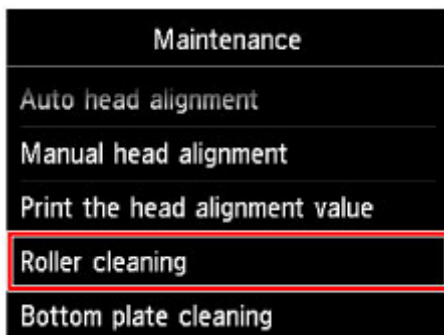 Maintenance
Auto head alignment
Manual head alignment
Print the head alignment value
Roller cleaning
Bottom plate cleaning